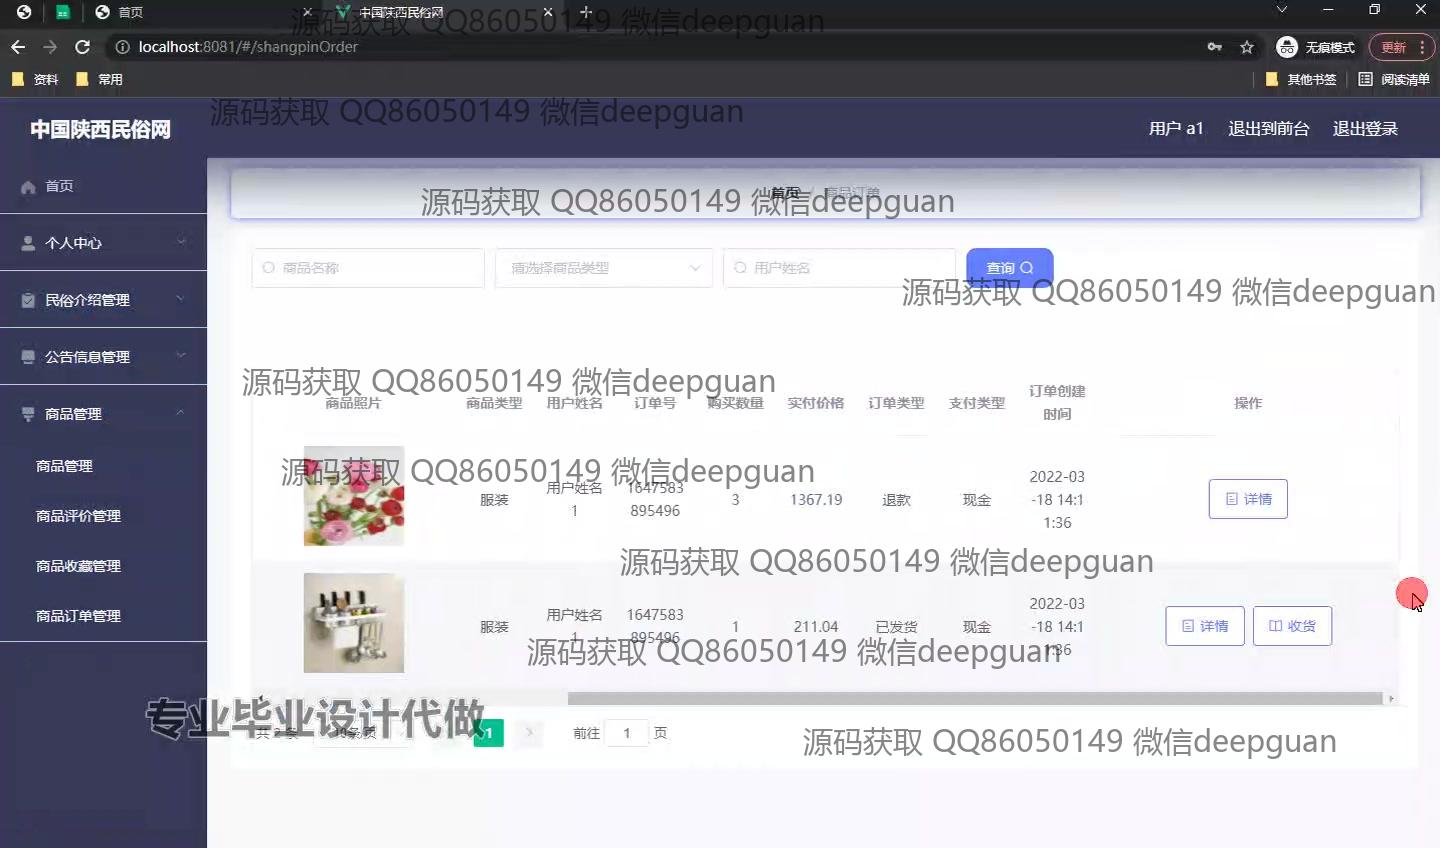 首页
中国陕西民俗网
源码获取 QQ86050149 微信deepguan
localhost:8081/#/shangpinOrder
无痕模式
更新
资料
常用
其他书签
阅读清单
源码获取 QQ86050149 微信deepguan
中国陕西民俗网
用户 a1
退出到前台
退出登录
首页
个人中心
民俗介绍管理
公告信息管理
商品管理
商品管理
商品评价管理
商品收藏管理
商品订单管理
首页 / 商品订单
源码获取 QQ86050149 微信deepguan
商品名称
请选择商品类型
用户姓名
查询
源码获取 QQ86050149 微信deepguan
源码获取 QQ86050149 微信deepguan
商品照片 商品类型 用户姓名 订单号 购买数量 实付价格 订单类型 支付类型 订单创建时间 操作
源码获取 QQ86050149 微信deepguan
服装 用户姓名1 1647583895496 3 1367.19 退款 现金 2022-03-18 14:11:36 详情
源码获取 QQ86050149 微信deepguan
服装 用户姓名1 1647583895496 1 211.04 已发货 现金 2022-03-18 14:11:36 详情 收货
源码获取 QQ86050149 微信deepguan
专业毕业设计代做
共 2 条
10条/页
1
前往 1 页
源码获取 QQ86050149 微信deepguan